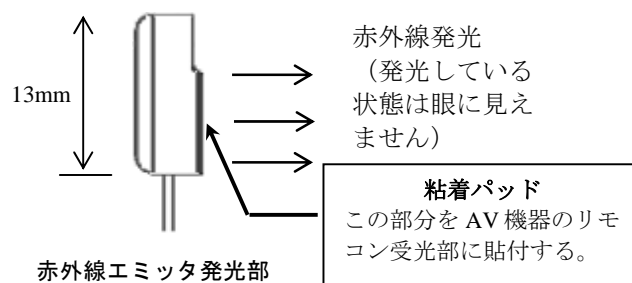 赤外線発光
（発光している
状態は眼に見え
ません）
13mm
粘着パッド
この部分を AV 機器のリモ
コン受光部に貼付する。
赤外線エミッタ発光部